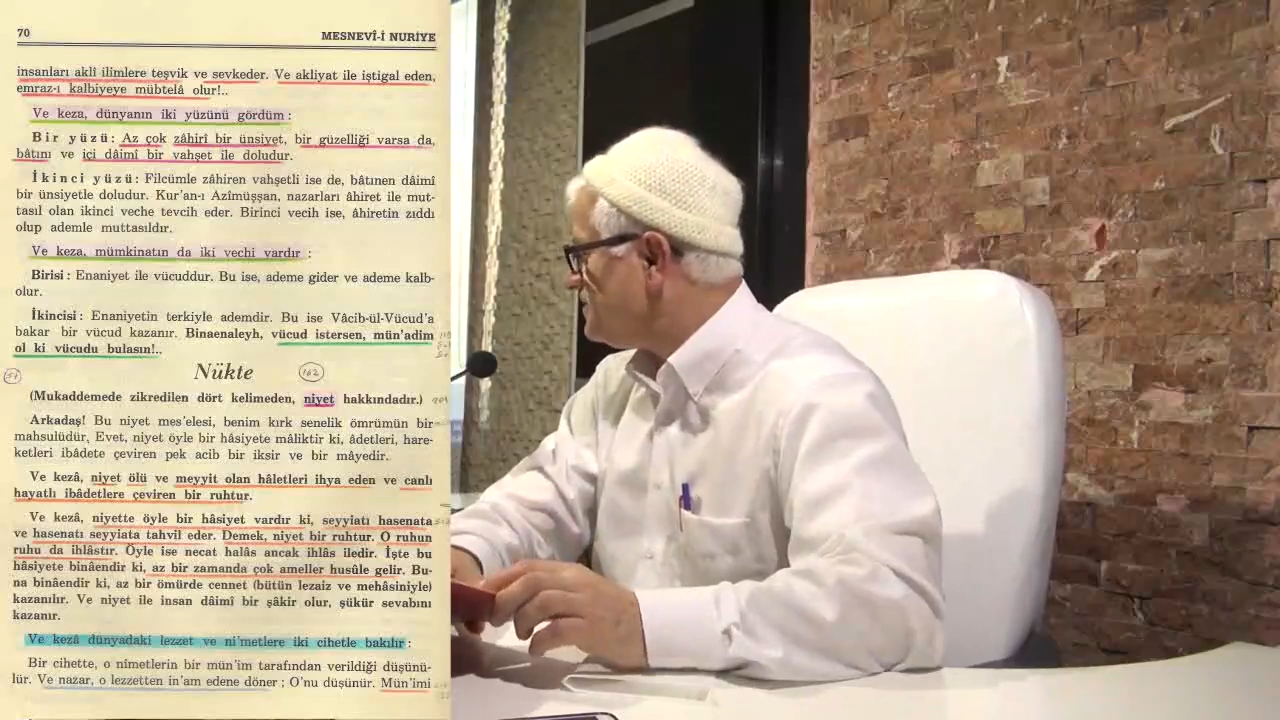 70
MESNEVÎ-İ NURİYE
insanları aklî ilimlere teşvik ve sevkeder. Ve akliyat ile iştigal eden,
emraz-ı kalbiyeye mübtelâ olur!..
Ve keza, dünyanın iki yüzünü gördüm :
Bir yüzü : Az çok zâhirî bir ünsiyet, bir güzelliği varsa da,
bâtını ve içi dâimî bir vahşet ile doludur.
İkinci yüzü : Filcümle zâhiren vahşetli ise de, bâtınen dâimî
bir ünsiyetle doludur. Kur'an-ı Azîmüşşan, nazarları âhiret ile mut-
tasıl olan ikinci veche tevcih eder. Birinci vecih ise, âhiretin zıddı
olup ademle muttasıldır.
Ve keza, mümkinatın da iki vechi vardır :
Birisi : Enaniyet ile vücuddur. Bu ise, ademe gider ve ademe kalb-
olur.
İkincisi : Enaniyetin terkiyle ademdir. Bu ise Vâcib-ül-Vücud'a
bakar bir vücud kazanır. Binaenaleyh, vücud istersen, mün'adim
ol ki vücudu bulasın!..
Nükte
162
57
(Mukaddemede zikredilen dört kelimeden, niyet hakkındadır.)
Arkadaş! Bu niyet mes'elesi, benim kırk senelik ömrümün bir
mahsulüdür, Evet, niyet öyle bir hâsiyete mâliktir ki, âdetleri, hare-
ketleri ibâdete çeviren pek acib bir iksir ve bir mâyedir.
Ve kezâ, niyet ölü ve meyyit olan hâletleri ihya eden ve canlı
hayatlı ibâdetlere çeviren bir ruhtur.
Ve kezâ, niyette öyle bir hâsiyet vardır ki, seyyiatı hasenata
ve hasenatı seyyiata tahvil eder. Demek, niyet bir ruhtur. O ruhun
ruhu da ihlâstır. Öyle ise necat halâs ancak ihlâs iledir. İşte bu
hâsiyete binâendir ki, az bir zamanda çok ameller husûle gelir. Bu-
na binâendir ki, az bir ömürde cennet (bütün lezaiz ve mehâsiniyle)
kazanılır. Ve niyet ile insan dâimî bir şâkir olur, şükür sevabını
kazanır.
Ve kezâ dünyadaki lezzet ve ni'metlere iki cihetle bakılır :
Bir cihette, o nîmetlerin bir mün'im tarafından verildiği düşünü-
lür. Ve nazar, o lezzetten in'am edene döner ; O'nu düşünür. Mün'imi